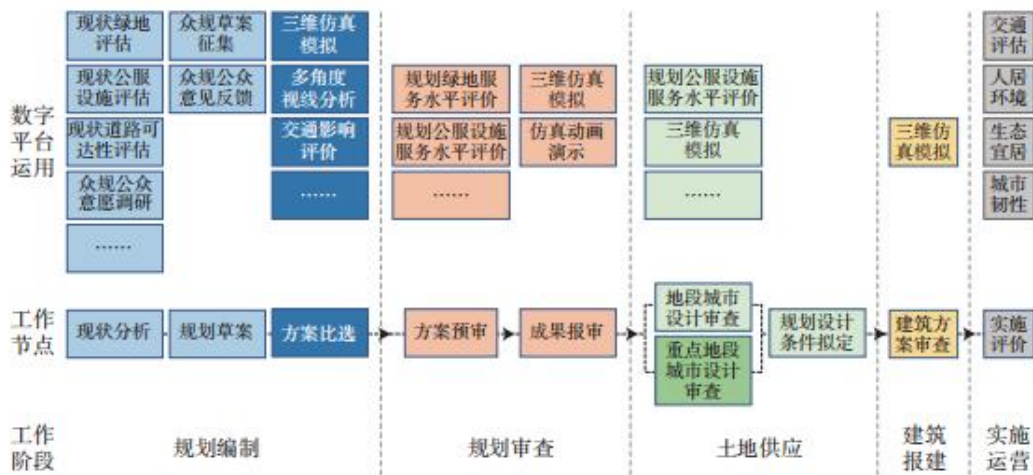 现状绿地
评估
众规草案
征集
三维仿真
模拟
交通
评估
现状公服
设施评估
众规公众
意见反馈
多角度
视线分析
规划绿地服
务水平评价
三维仿真
模拟
规划公服设施
服务水平评价
人居
环境
数字
平台
运用
现状道路可
达性评估
交通影响
评价
规划公服设施
服务水平评价
仿真动画
演示
三维仿真
模拟
三维仿
真模拟
生态
宜居
众规公众
意愿调研
……
……
……
城市
韧性
……
工作
节点
现状分析
规划草案
方案比选
方案预审
成果报审
地段城市
设计审查
重点地段
城市设计
审查
规划设计
条件拟定
建筑方
案审查
实施
评价
工作
阶段
规划编制
规划审查
土地供应
建筑
报建
实施
运营